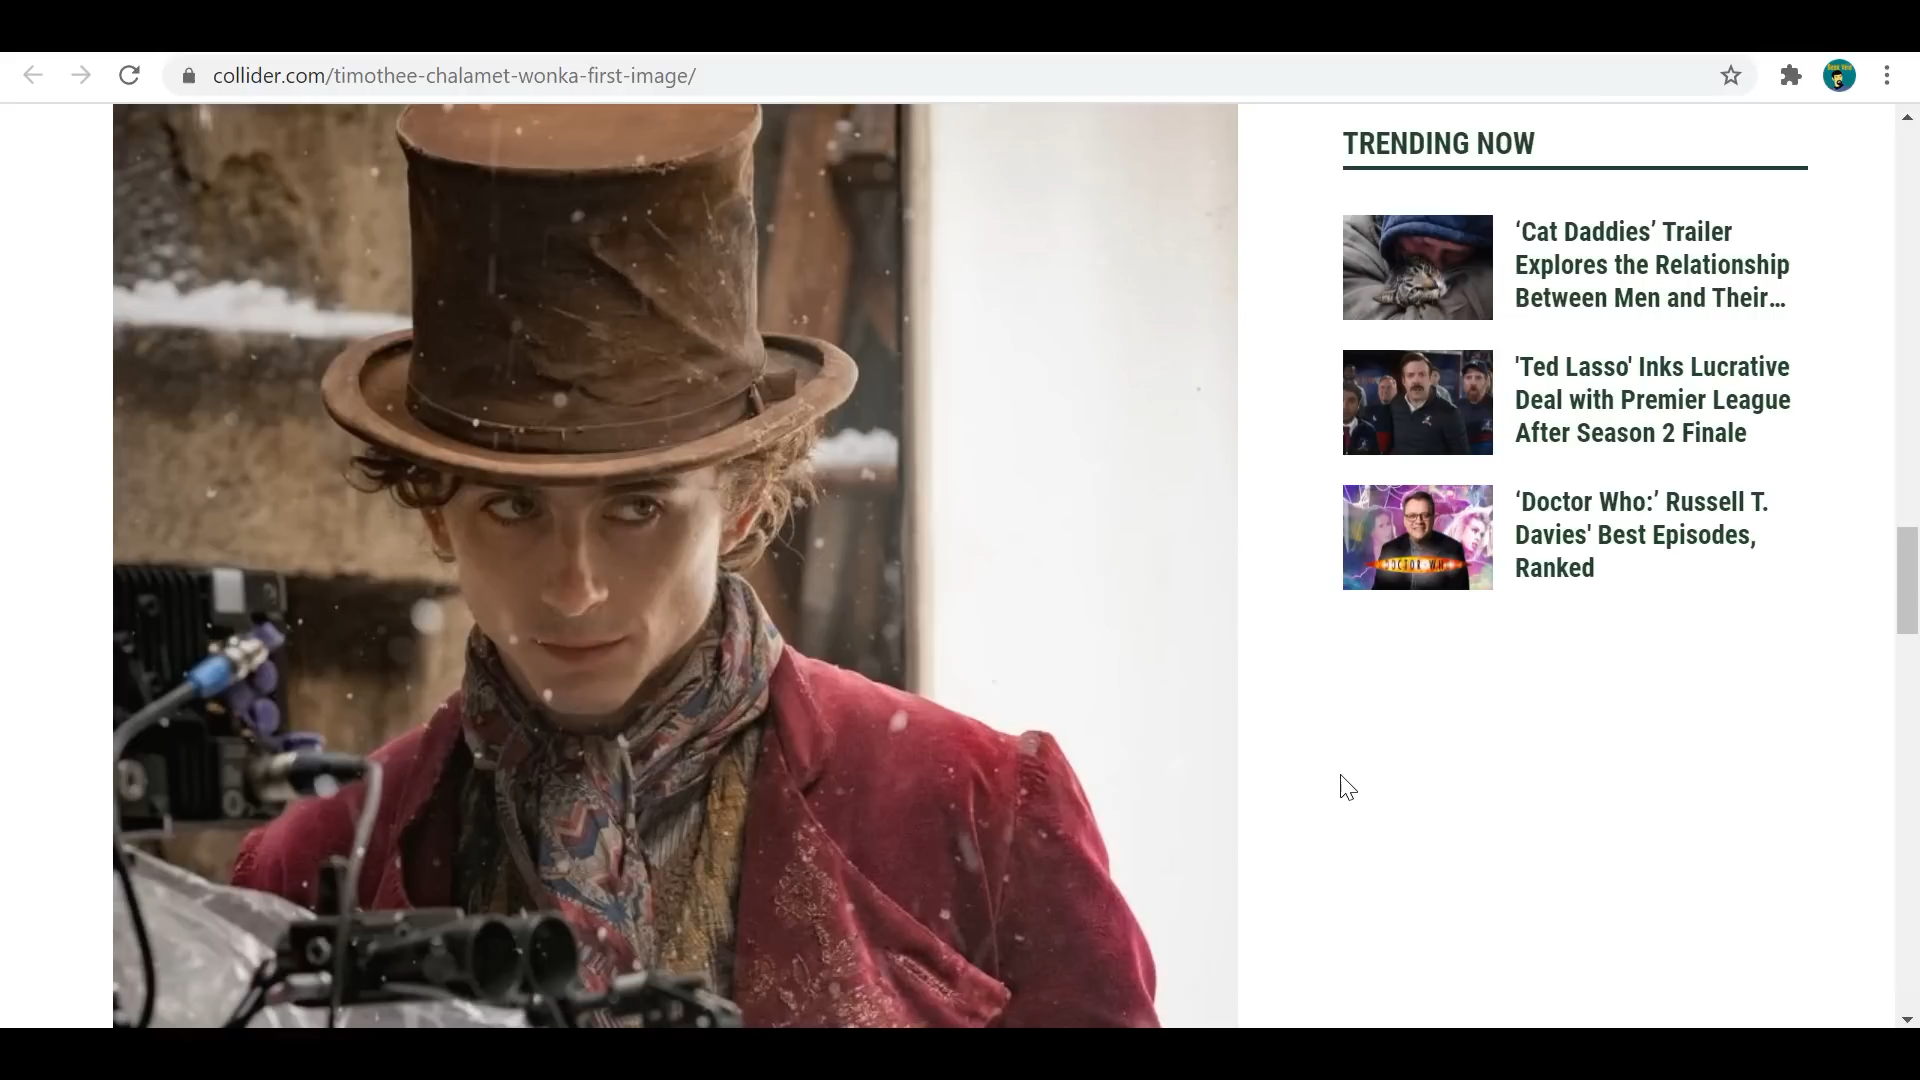 collider.com/timothee-chalamet-wonka-first-image/
TRENDING NOW
‘Cat Daddies’ Trailer
Explores the Relationship
Between Men and Their...
'Ted Lasso' Inks Lucrative
Deal with Premier League
After Season 2 Finale
‘Doctor Who:’ Russell T.
Davies' Best Episodes,
Ranked
DOCTOR WHO